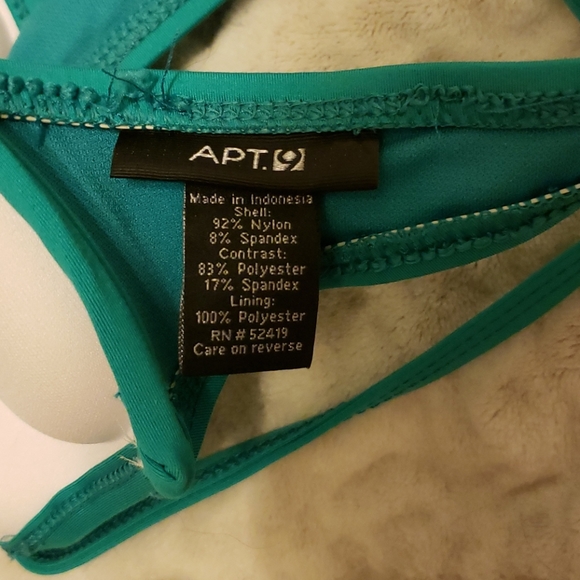 APT.9
Made in Indonesia
Shell:
92% Nylon
8% Spandex
Contrast:
83% Polyester
17% Spandex
Lining:
100% Polyester
RN # 52419
Care on reverse